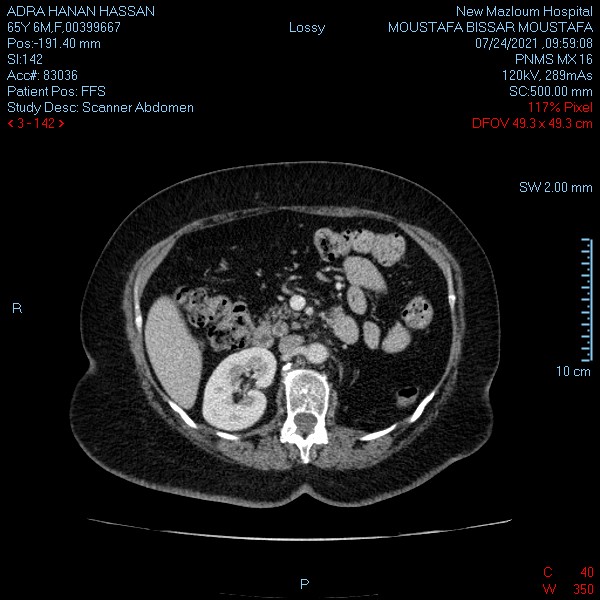 ADRA HANAN HASSAN
65Y 6M,F,00399667
Pos:-191.40 mm
SI:142
Acc#: 83036
Patient Pos: FFS
Study Desc: Scanner Abdomen
< 3 - 142 >
Lossy
New Mazloum Hospital
MOUSTAFA BISSAR MOUSTAFA
07/24/2021 ,09:59:08
PNMS MX 16
120kV, 289mAs
SC:500.00 mm
117% Pixel
DFOV 49.3 x 49.3 cm
SW 2.00 mm
R
10 cm
P
C 40
W 350